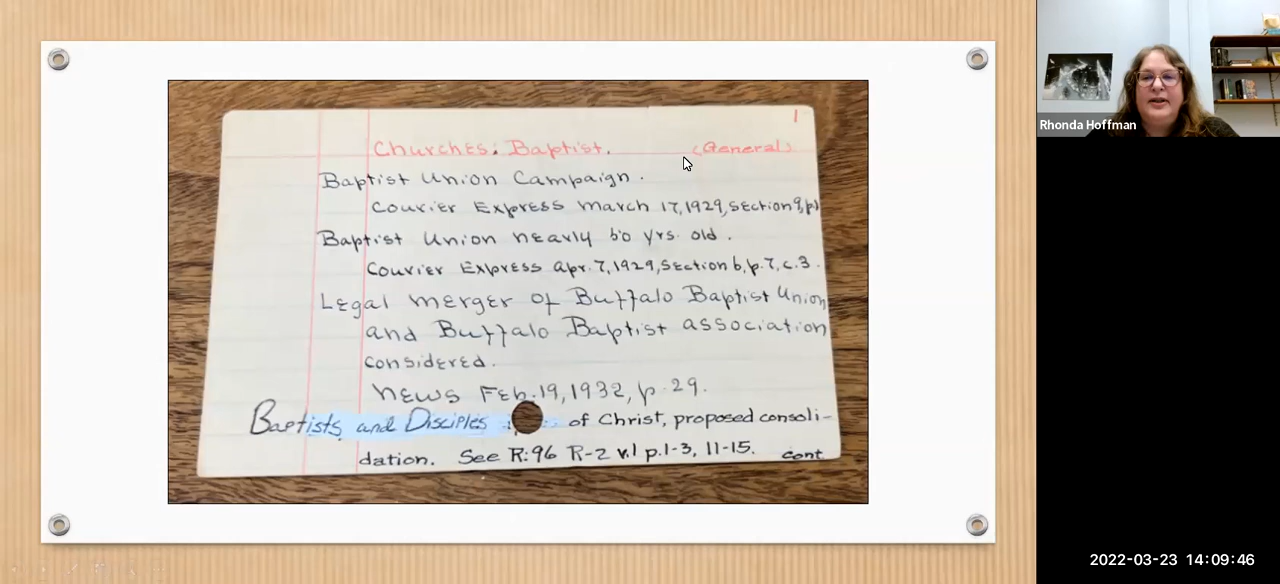 1
Churches: Baptist. (General)
Baptist Union Campaign.
Courier Express March 17, 1929, Section 9, p1
Baptist Union nearly 60 yrs. old.
Courier Express Apr. 7, 1929, Section 6, p. 7, c. 3.
Legal merger of Buffalo Baptist Union
and Buffalo Baptist association
considered.
News Feb. 19, 1932, p. 29.
Baptists and Disciples of Christ, proposed consoli-
dation. See R:96 R-2 v.1 p.1-3, 11-15. cont
Rhonda Hoffman
2022-03-23 14:09:46